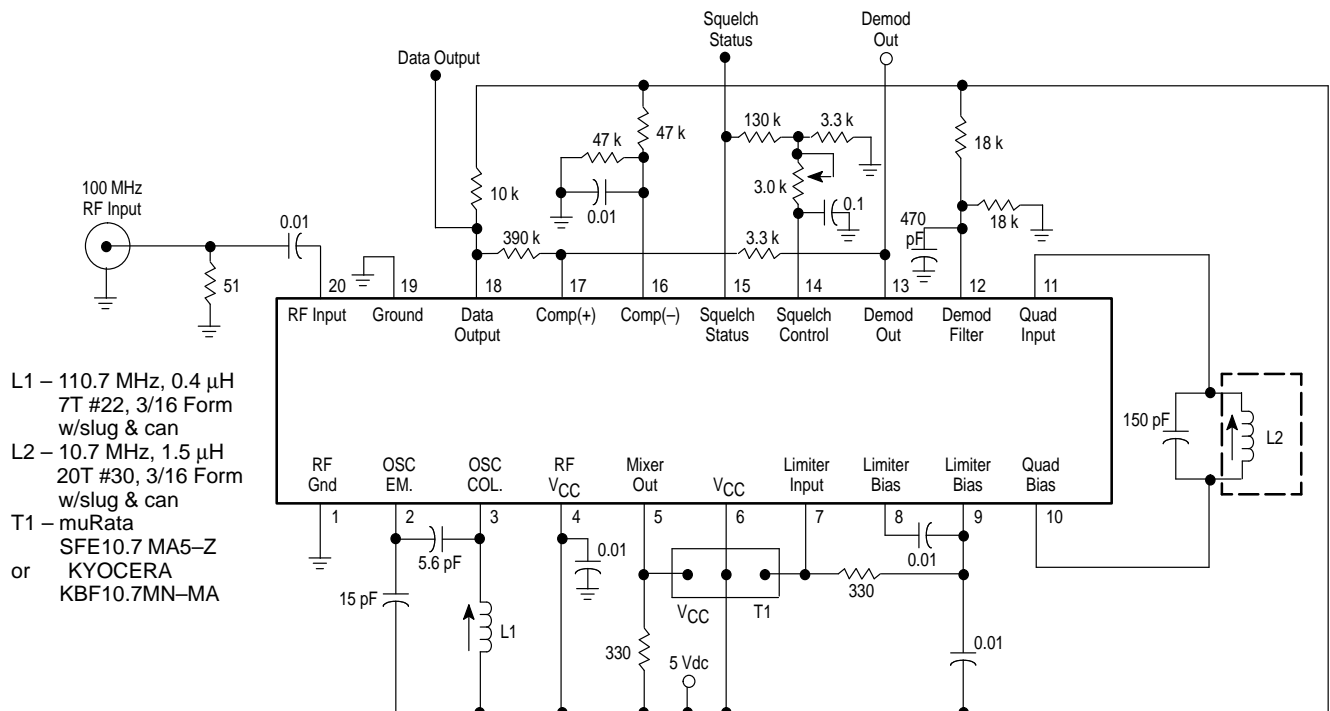 Squelch
Status
Demod
Out
Data Output
47 k
47 k
130 k
3.3 k
18 k
100 MHz
RF Input
10 k
3.0 k
0.01
0.01
0.1
470
pF
18 k
390 k
3.3 k
51
20
19
18
17
16
15
14
13
12
11
RF Input
Ground
Data
Output
Comp(+)
Comp(–)
Squelch
Status
Squelch
Control
Demod
Out
Demod
Filter
Quad
Input
L1 – 110.7 MHz, 0.4 μH
7T #22, 3/16 Form
w/slug & can
L2 – 10.7 MHz, 1.5 μH
20T #30, 3/16 Form
w/slug & can
T1 – muRata
SFE10.7 MA5–Z
or KYOCERA
KBF10.7MN–MA
150 pF
L2
RF
Gnd
OSC
EM.
OSC
COL.
RF
VCC
Mixer
Out
VCC
Limiter
Input
Limiter
Bias
Limiter
Bias
Quad
Bias
1
2
3
4
5
6
7
8
9
10
5.6 pF
0.01
0.01
15 pF
L1
VCC
T1
330
330
5 Vdc
0.01